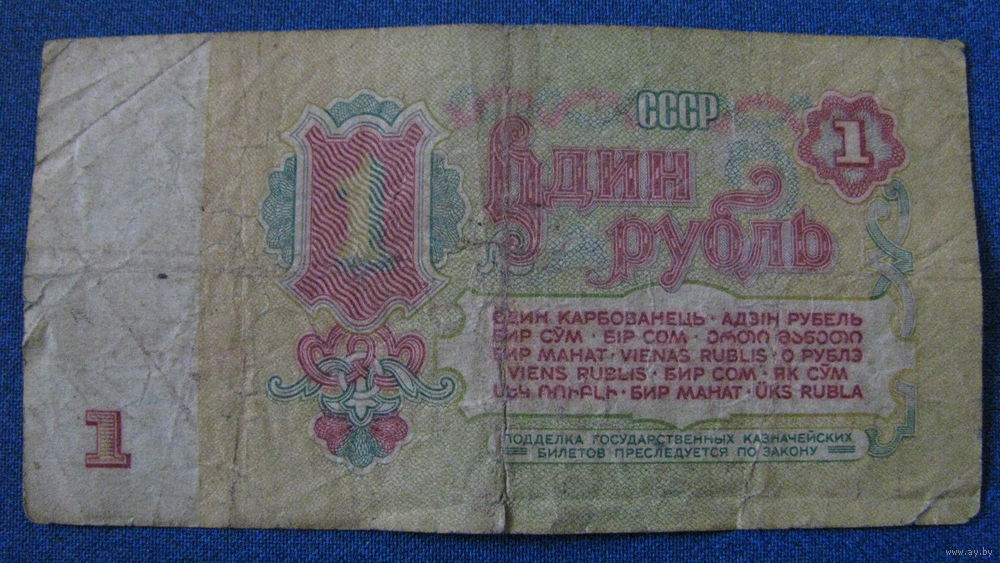 СССР
1
1
Один
рубль
ОДИН КАРБОВАНЕЦЬ · АДЗІН РУБЕЛЬ
БИР СЎМ · БІР СОМ · ერთი მანეთი
БИР МАНАТ · VIENAS RUBLIS · О РУБЛЭ
VIENS RUBLIS · БИР СОМ · ЯК СЎМ
ՄԵԿ ՌՈՒԲԼԻ · БИР МАНАТ · ÜKS RUBLA
1
ПОДДЕЛКА ГОСУДАРСТВЕННЫХ КАЗНАЧЕЙСКИХ
БИЛЕТОВ ПРЕСЛЕДУЕТСЯ ПО ЗАКОНУ
www.ay.by